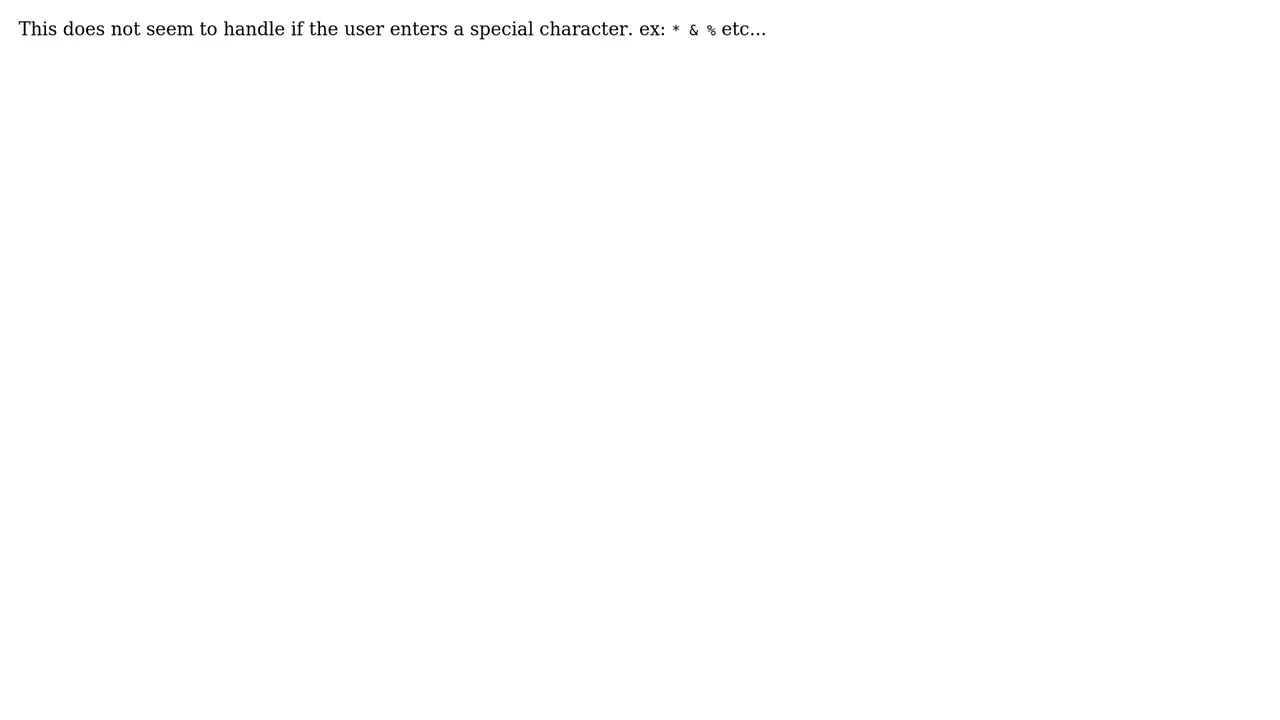 This does not seem to handle if the user enters a special character. ex: * & % etc...